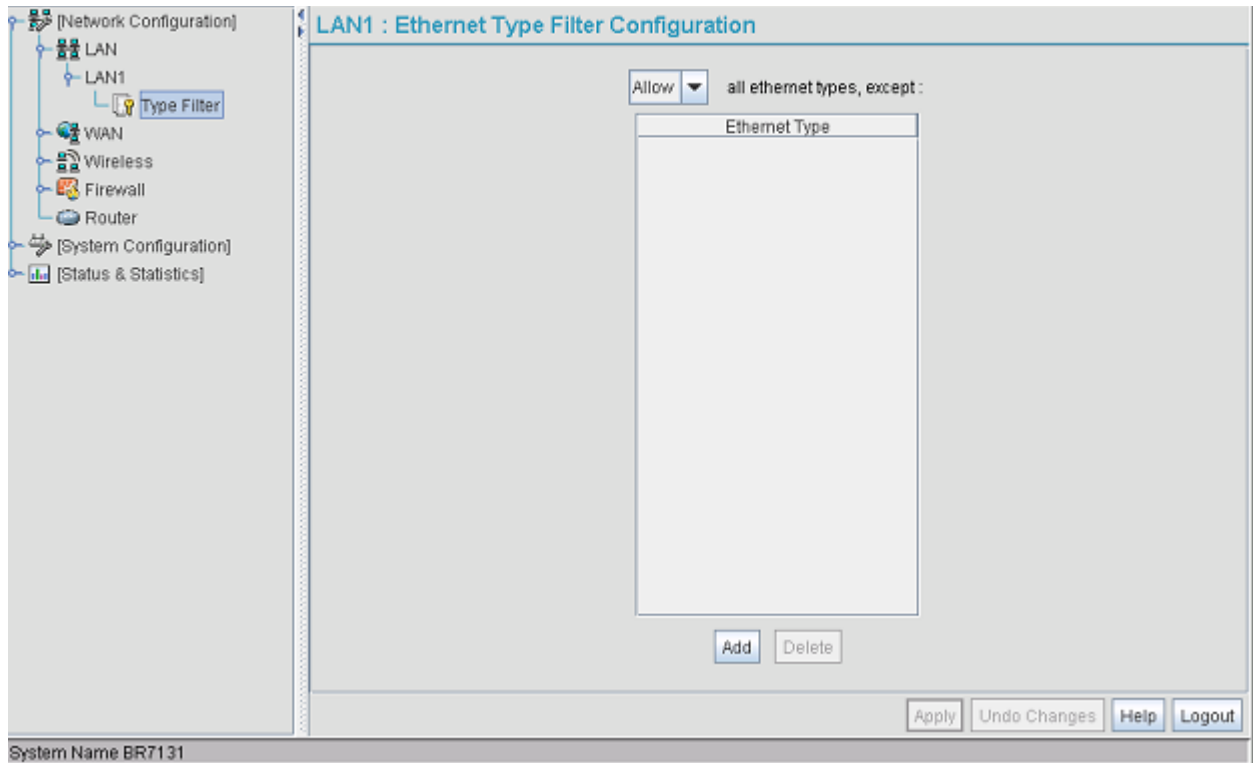 [Network Configuration]
LAN
LAN1
Type Filter
WAN
Wireless
Firewall
Router
[System Configuration]
[Status & Statistics]
LAN1 : Ethernet Type Filter Configuration
Allow all ethernet types, except :
Ethernet Type
Add Delete
Apply Undo Changes Help Logout
System Name BR7131